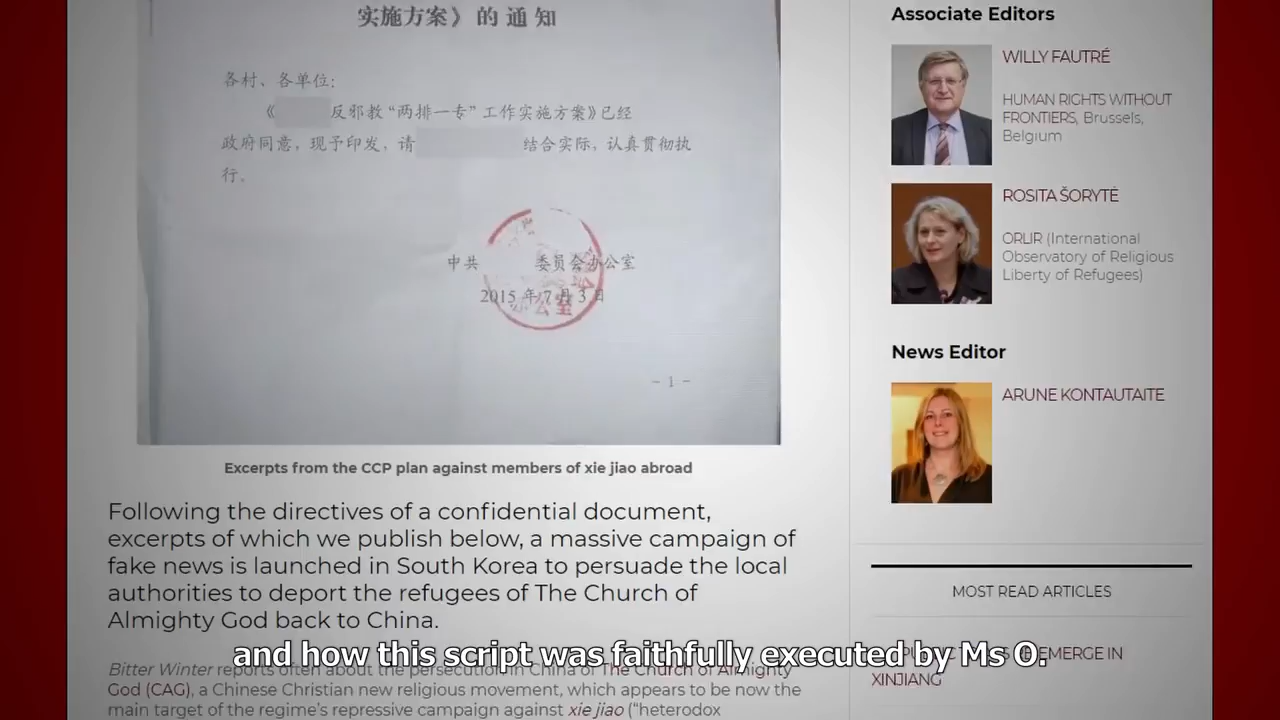 实施方案》的通知
各村、各单位:
《 反邪教“两排一专”工作实施方案》已经
政府同意，现予印发，请 结合实际，认真贯彻执
行。
中共 委员会办公室
2015年7月3日
- 1 -
Excerpts from the CCP plan against members of xie jiao abroad
Following the directives of a confidential document,
excerpts of which we publish below, a massive campaign of
fake news is launched in South Korea to persuade the local
authorities to deport the refugees of The Church of
Almighty God back to China.
Bitter Winter reports often about the persecution in China of The Church of Almighty
God (CAG), a Chinese Christian new religious movement, which appears to be now the
main target of the regime's repressive campaign against xie jiao (“heterodox
Associate Editors
WILLY FAUTRÉ
HUMAN RIGHTS WITHOUT
FRONTIERS, Brussels,
Belgium
ROSITA ŠORYTĖ
ORLIR (International
Observatory of Religious
Liberty of Refugees)
News Editor
ARUNE KONTAUTAITE
MOST READ ARTICLES
EMERGE IN
XINJIANG
and how this script was faithfully executed by Ms O.